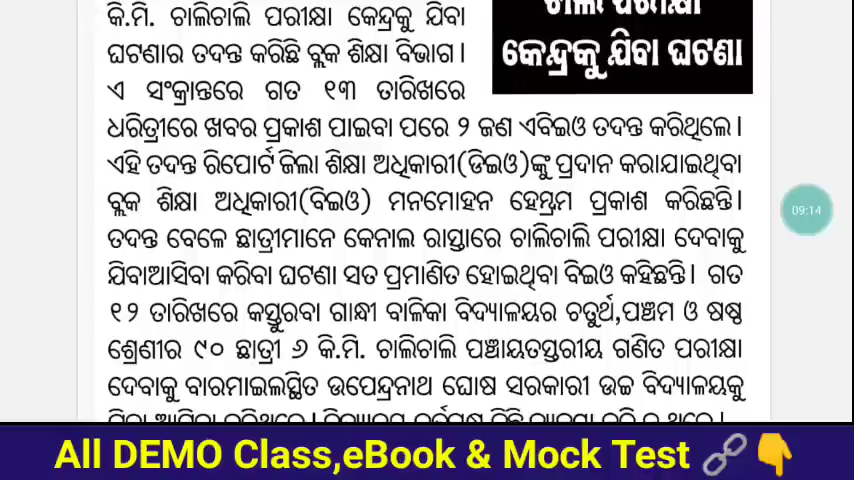 ଚାଲି ପରୀକ୍ଷା
କେନ୍ଦ୍ରକୁ ଯିବା ଘଟଣା
କି.ମି. ଚାଲିଚାଲି ପରୀକ୍ଷା କେନ୍ଦ୍ରକୁ ଯିବା
ଘଟଣାର ତଦନ୍ତ କରିଛି ବ୍ଲକ ଶିକ୍ଷା ବିଭାଗ।
ଏ ସଂକ୍ରାନ୍ତରେ ଗତ ୧୩ ତାରିଖରେ
ଧରିତ୍ରୀରେ ଖବର ପ୍ରକାଶ ପାଇବା ପରେ ୨ ଜଣ ଏବିଇଓ ତଦନ୍ତ କରିଥିଲେ।
ଏହି ତଦନ୍ତ ରିପୋର୍ଟ ଜିଲା ଶିକ୍ଷା ଅଧିକାରୀ(ଡିଇଓ)ଙ୍କୁ ପ୍ରଦାନ କରାଯାଇଥିବା
ବ୍ଲକ ଶିକ୍ଷା ଅଧିକାରୀ(ବିଇଓ) ମନମୋହନ ହେମ୍ବ୍ରମ ପ୍ରକାଶ କରିଛନ୍ତି।
ତଦନ୍ତ ବେଳେ ଛାତ୍ରୀମାନେ କେନାଲ ରାସ୍ତାରେ ଚାଲିଚାଲି ପରୀକ୍ଷା ଦେବାକୁ
ଯିବାଆସିବା କରିବା ଘଟଣା ସତ ପ୍ରମାଣିତ ହୋଇଥିବା ବିଇଓ କହିଛନ୍ତି। ଗତ
୧୨ ତାରିଖରେ କସ୍ତୁରବା ଗାନ୍ଧୀ ବାଳିକା ବିଦ୍ୟାଳୟର ଚତୁର୍ଥ,ପଞ୍ଚମ ଓ ଷଷ୍ଠ
ଶ୍ରେଣୀର ୯୦ ଛାତ୍ରୀ ୬ କି.ମି. ଚାଲିଚାଲି ପଞ୍ଚାୟତସ୍ତରୀୟ ଗଣିତ ପରୀକ୍ଷା
ଦେବାକୁ ବାରମାଇଲସ୍ଥିତ ଉପେନ୍ଦ୍ରନାଥ ଘୋଷ ସରକାରୀ ଉଚ୍ଚ ବିଦ୍ୟାଳୟକୁ
09:14
All DEMO Class,eBook & Mock Test 🔗👇